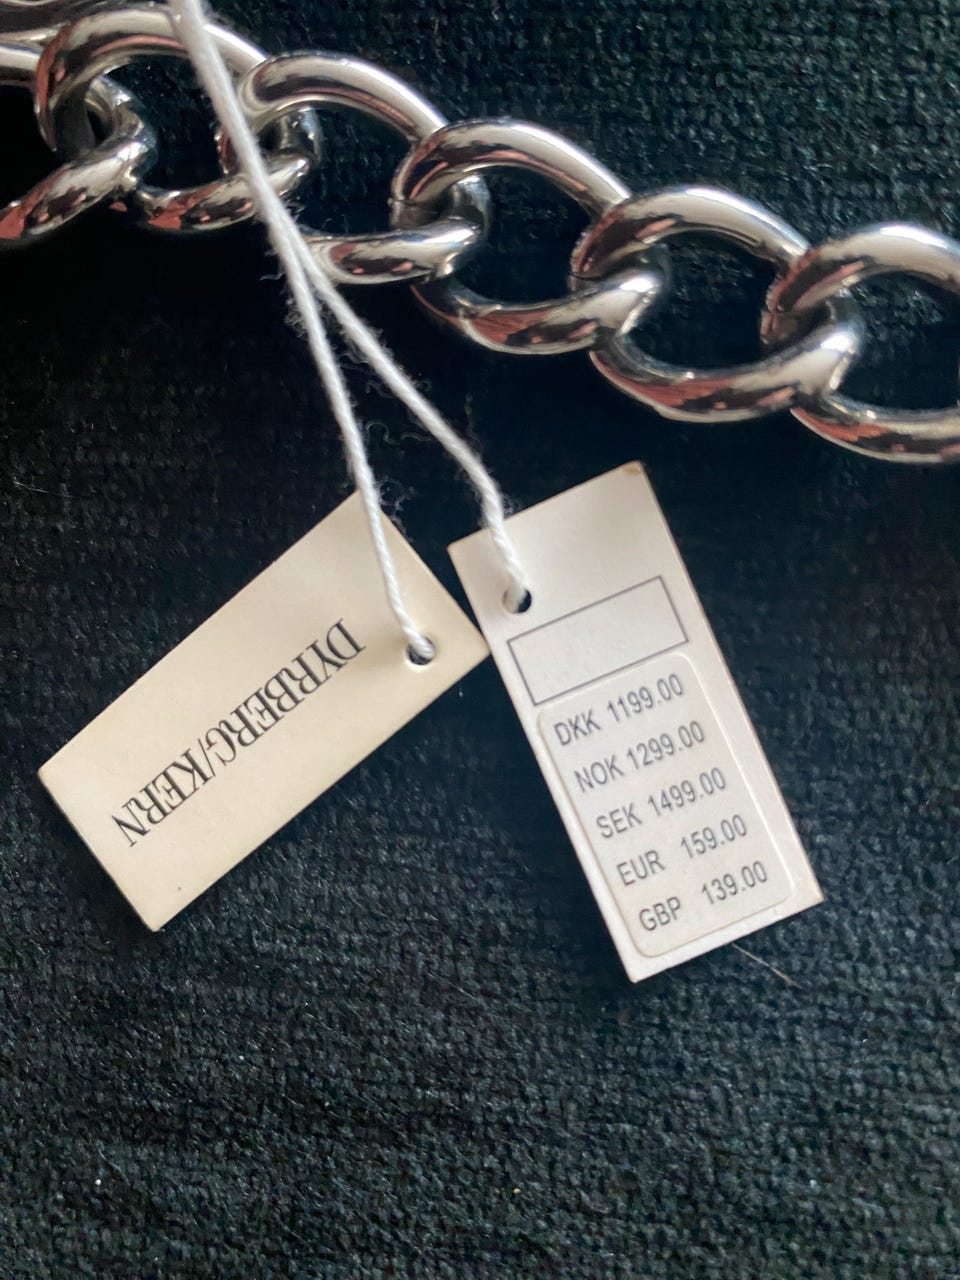 DYRBERG/KERN
DKK 1199.00
NOK 1299.00
SEK 1499.00
EUR 159.00
GBP 139.00